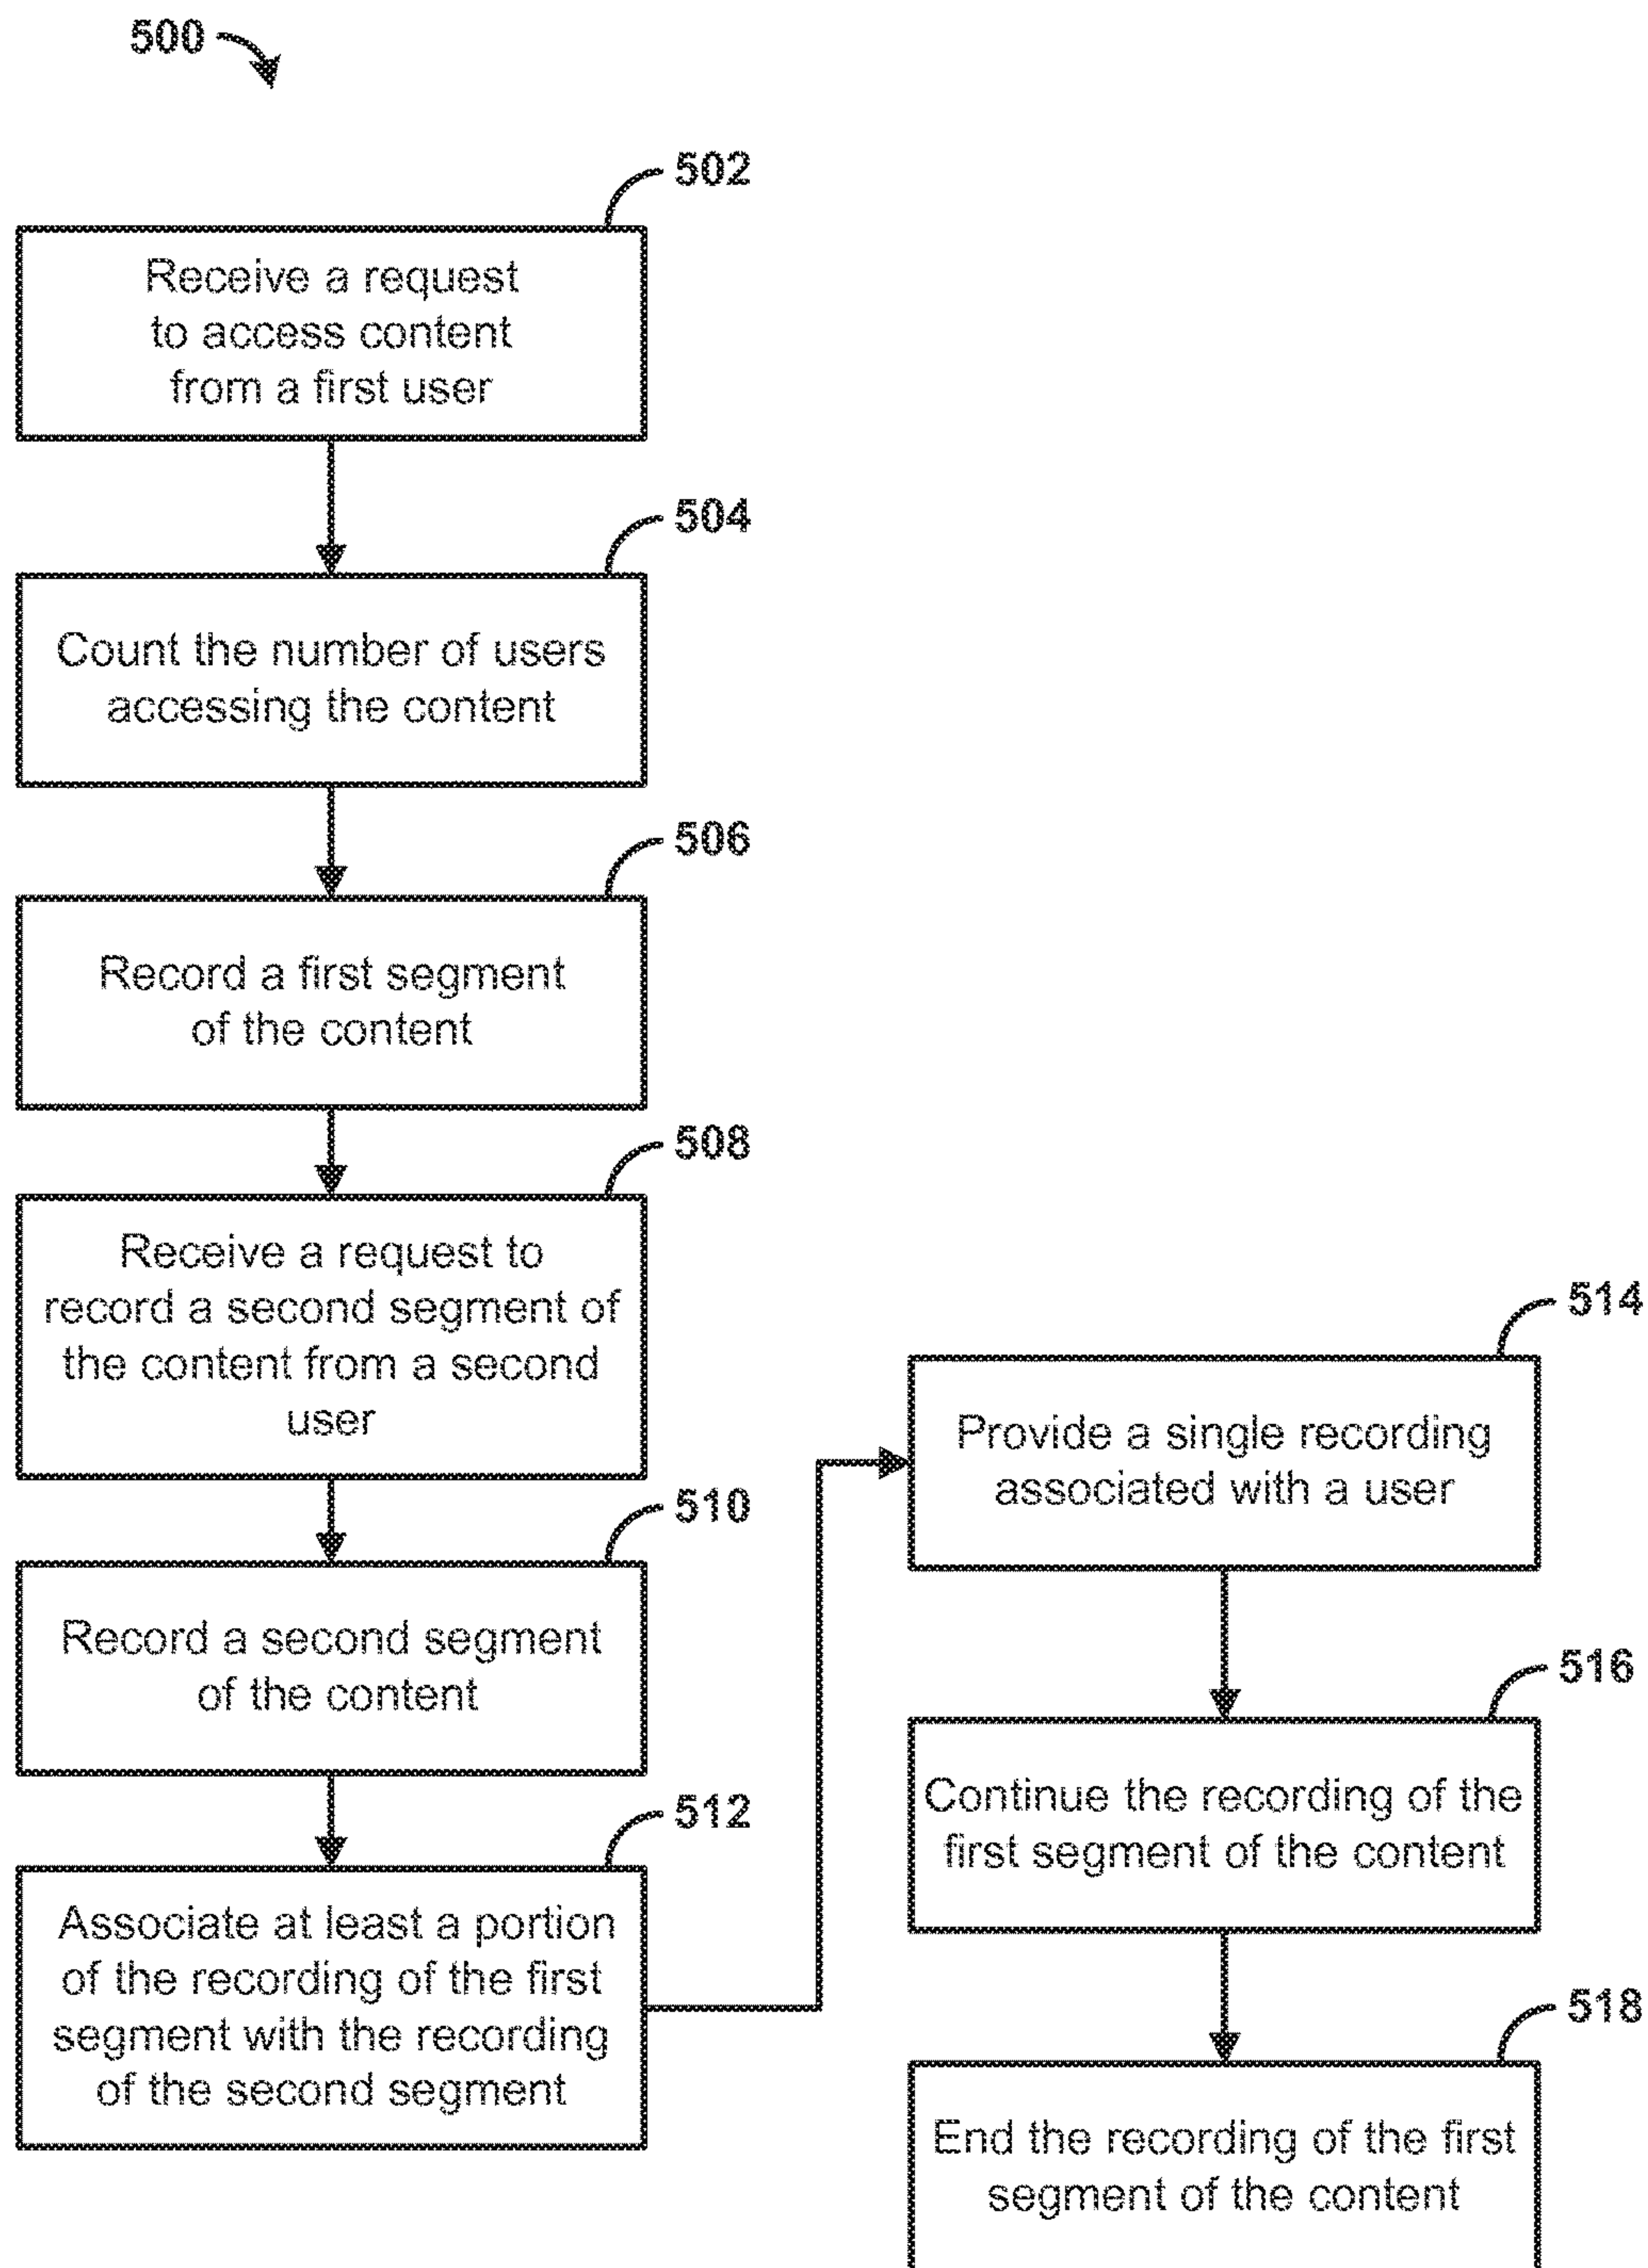 500
502
Receive a request
to access content
from a first user
504
Count the number of users
accessing the content
506
Record a first segment
of the content
508
Receive a request to
record a second segment of
the content from a second
user
510
Record a second segment
of the content
512
Associate at least a portion
of the recording of the first
segment with the recording
of the second segment
514
Provide a single recording
associated with a user
516
Continue the recording of the
first segment of the content
518
End the recording of the first
segment of the content